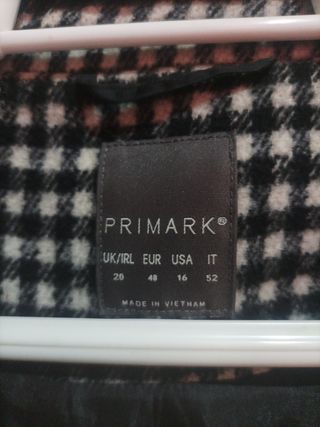 PRIMARK®
UK/IRL EUR USA IT
20 48 16 52
MADE IN VIETNAM